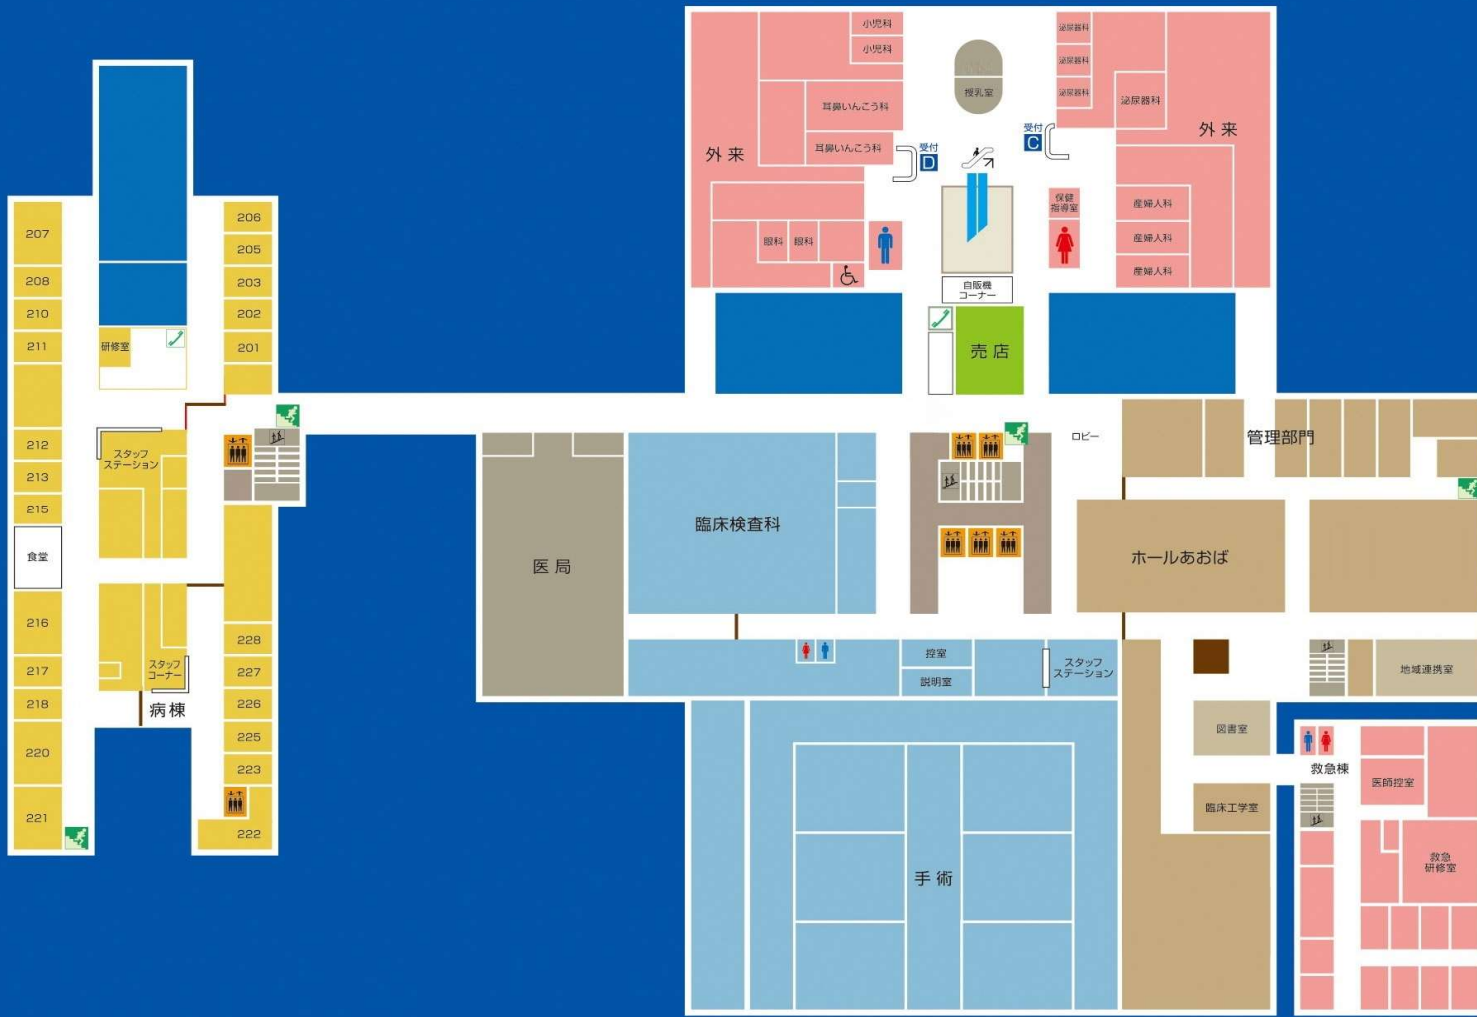 小児科
小児科
耳鼻いんこう科
耳鼻いんこう科
外来
受付
D
眼科
眼科
授乳室
受付
C
泌尿器科
泌尿器科
泌尿器科
泌尿器科
外来
保健
指導室
産婦人科
産婦人科
産婦人科
自販機
コーナー
売店
207
208
210
211
212
213
215
食堂
216
217
218
220
221
206
205
203
202
201
研修室
スタッフ
ステーション
スタッフ
コーナー
病棟
228
227
226
225
223
222
医局
臨床検査科
ロビー
管理部門
ホールあおば
控室
説明室
スタッフ
ステーション
手術
地域連携室
図書室
臨床工学室
救急棟
医師控室
救急
研修室